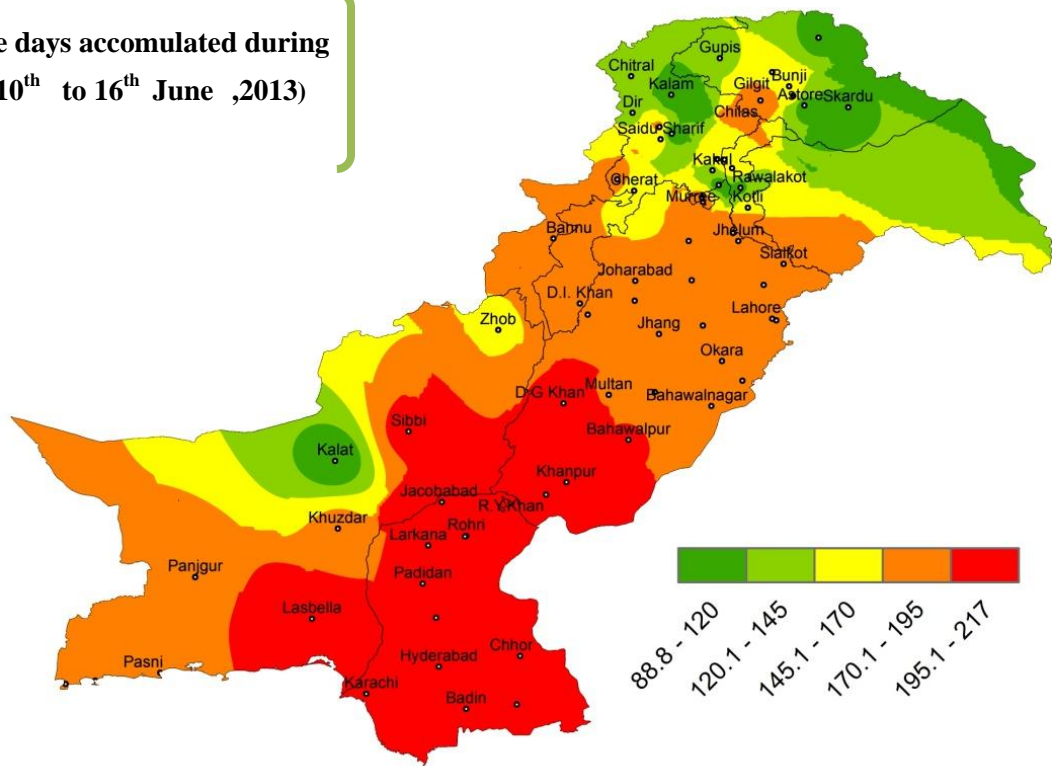 e days accomulated during
10th to 16th June ,2013)
Gupis
Chitral
Bunji
Kalam
Gilgit
Astore
Skardu
Dir
Chilas
Saidu Sharif
Kakul
Rawalakot
Cherat
Murree
Kotli
Bannu
Jhelum
Sialkot
Joharabad
D.I. Khan
Lahore
Zhob
Jhang
Okara
D.G Khan
Multan
Bahawalnagar
Sibbi
Bahawalpur
Kalat
Khanpur
Jacobabad
R.Y.Khan
Khuzdar
Rohri
Larkana
Panjgur
Padidan
Lasbella
Chhor
Pasni
Hyderabad
Karachi
Badin
88.8 - 120
120.1 - 145
145.1 - 170
170.1 - 195
195.1 - 217